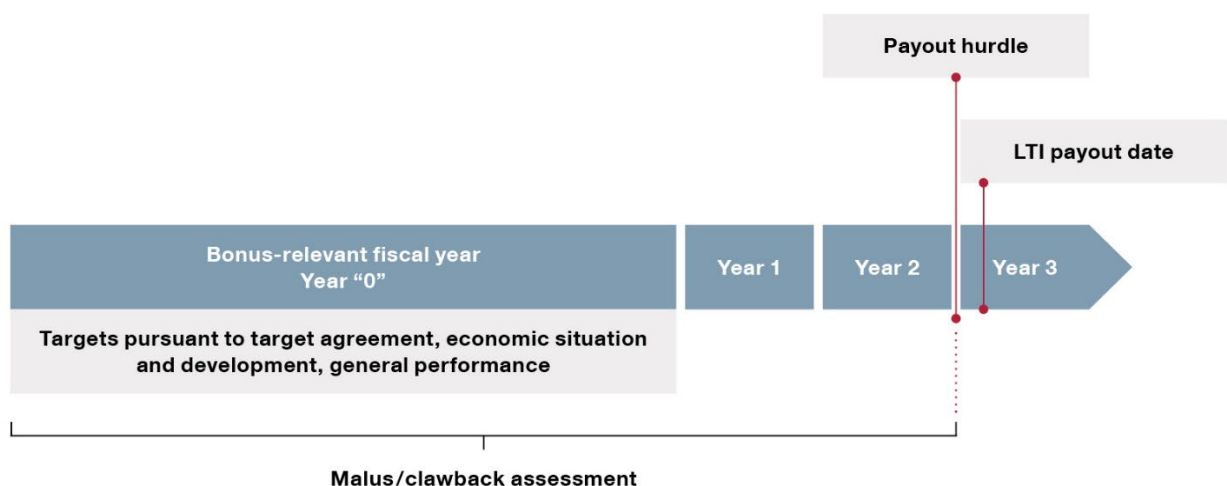 Payout hurdle
LTI payout date
Bonus-relevant fiscal year
Year “0”
Year 1
Year 2
Year 3
Targets pursuant to target agreement, economic situation
and development, general performance
Malus/clawback assessment